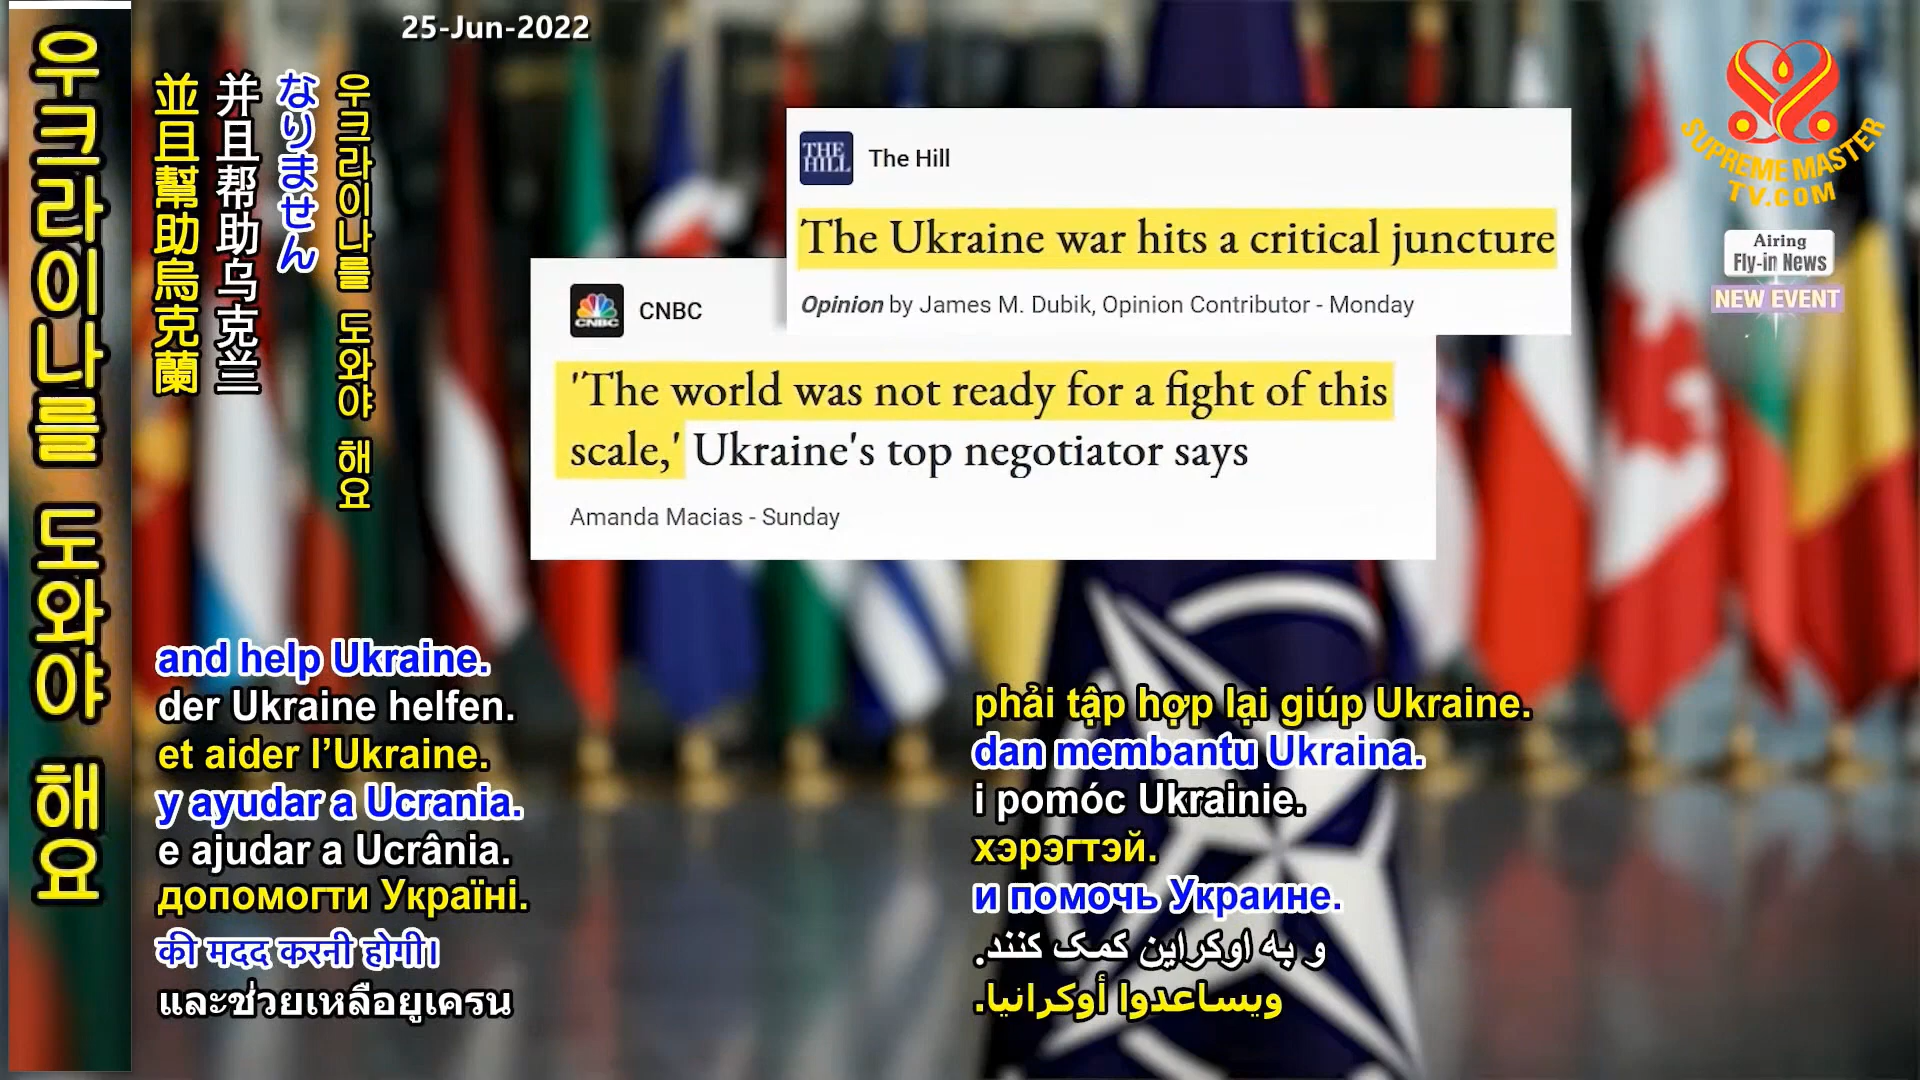 25-Jun-2022
우크라이나를 도와야 해요
並且幫助烏克蘭
并且帮助乌克兰
なりません
우크라이나를 도와야 해요
THE HILL
The Hill
The Ukraine war hits a critical juncture
Opinion by James M. Dubik, Opinion Contributor - Monday
CNBC
CNBC
'The world was not ready for a fight of this
scale,' Ukraine's top negotiator says
Amanda Macias - Sunday
SUPREME MASTER
TV.COM
Airing
Fly-in News
NEW EVENT
and help Ukraine.
der Ukraine helfen.
et aider l’Ukraine.
y ayudar a Ucrania.
e ajudar a Ucrânia.
допомогти Україні.
की मदद करनी होगी।
และช่วยเหลือยูเครน
phải tập hợp lại giúp Ukraine.
dan membantu Ukraina.
i pomóc Ukrainie.
хэрэгтэй.
и помочь Украине.
و به اوکراین کمک کنند.
ويساعدوا أوكرانيا.